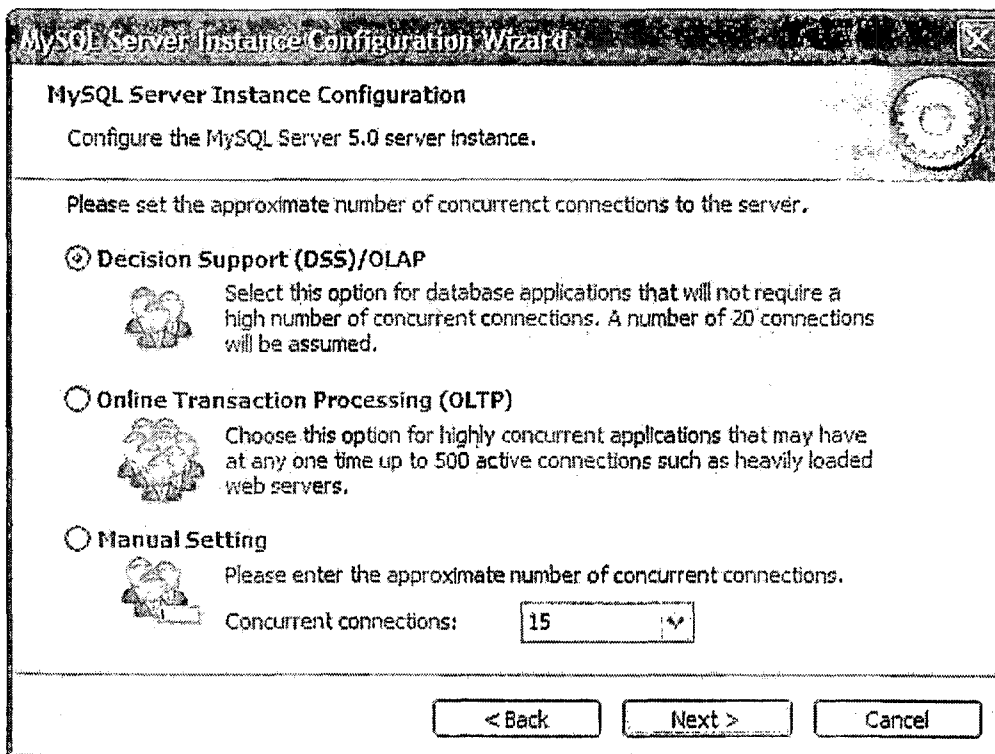 MySQL Server Instance Configuration Wizard
MySQL Server Instance Configuration
Configure the MySQL Server 5.0 server instance.
Please set the approximate number of concurrenct connections to the server.
Decision Support (DSS)/OLAP
Select this option for database applications that will not require a
high number of concurrent connections. A number of 20 connections
will be assumed.
Online Transaction Processing (OLTP)
Choose this option for highly concurrent applications that may have
at any one time up to 500 active connections such as heavily loaded
web servers.
Manual Setting
Please enter the approximate number of concurrent connections.
Concurrent connections:
15
< Back
Next >
Cancel